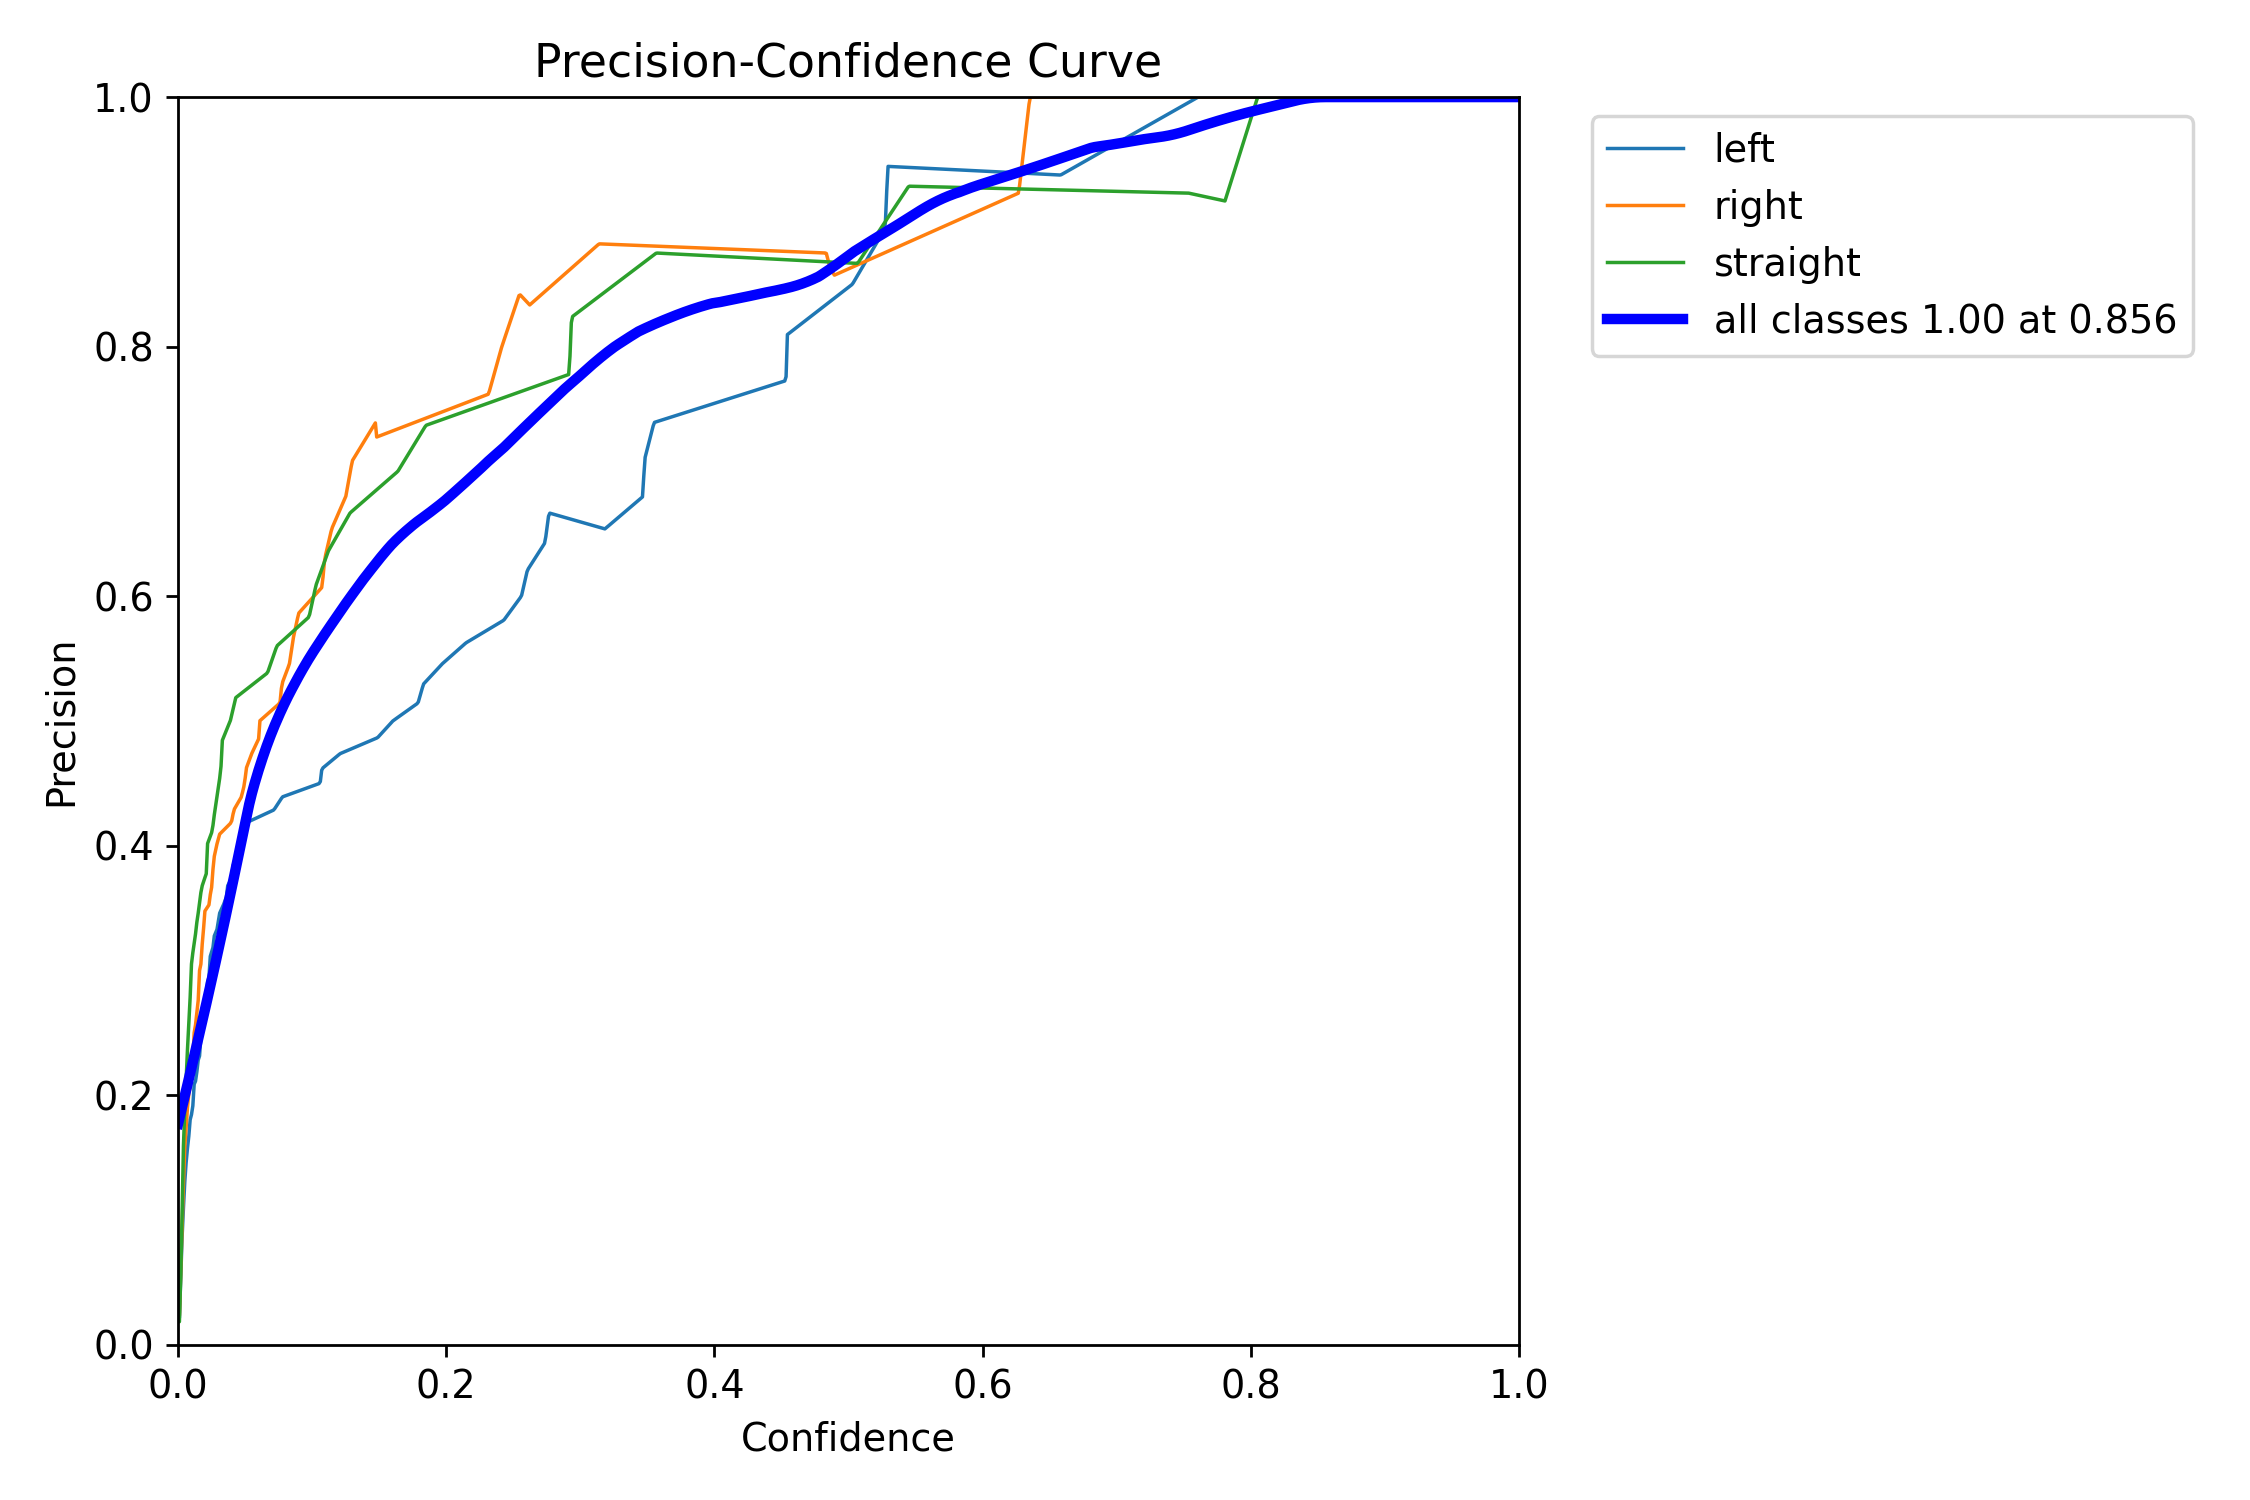 Precision-Confidence Curve
1.0
0.8
0.6
0.4
0.2
0.0
Precision
0.0 0.2 0.4 0.6 0.8 1.0
Confidence
left
right
straight
all classes 1.00 at 0.856